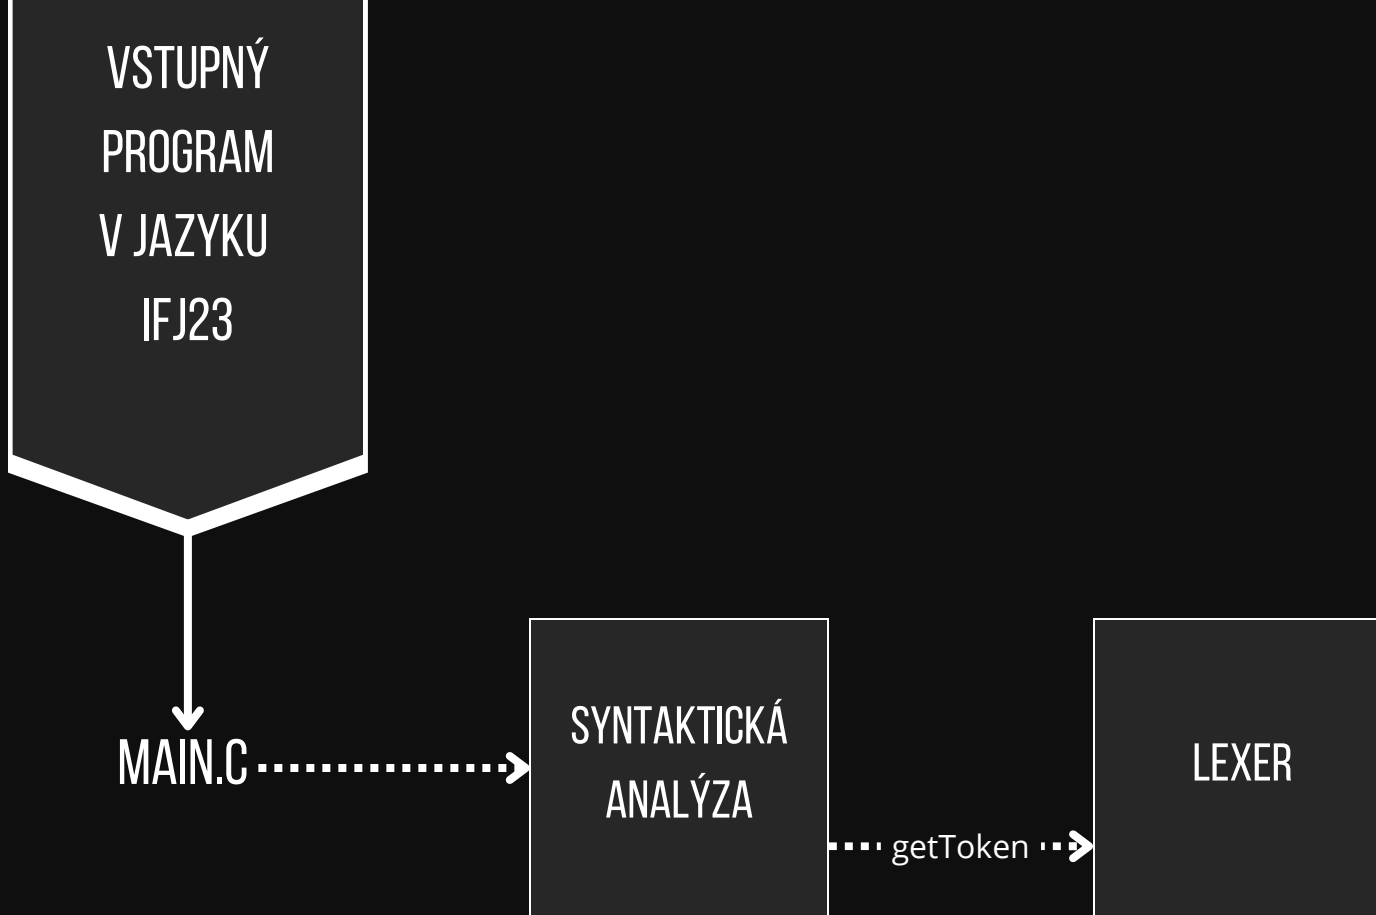 VSTUPNÝ
PROGRAM
V JAZYKU
IFJ23
MAIN.C
SYNTAKTICKÁ
ANALÝZA
getToken
LEXER